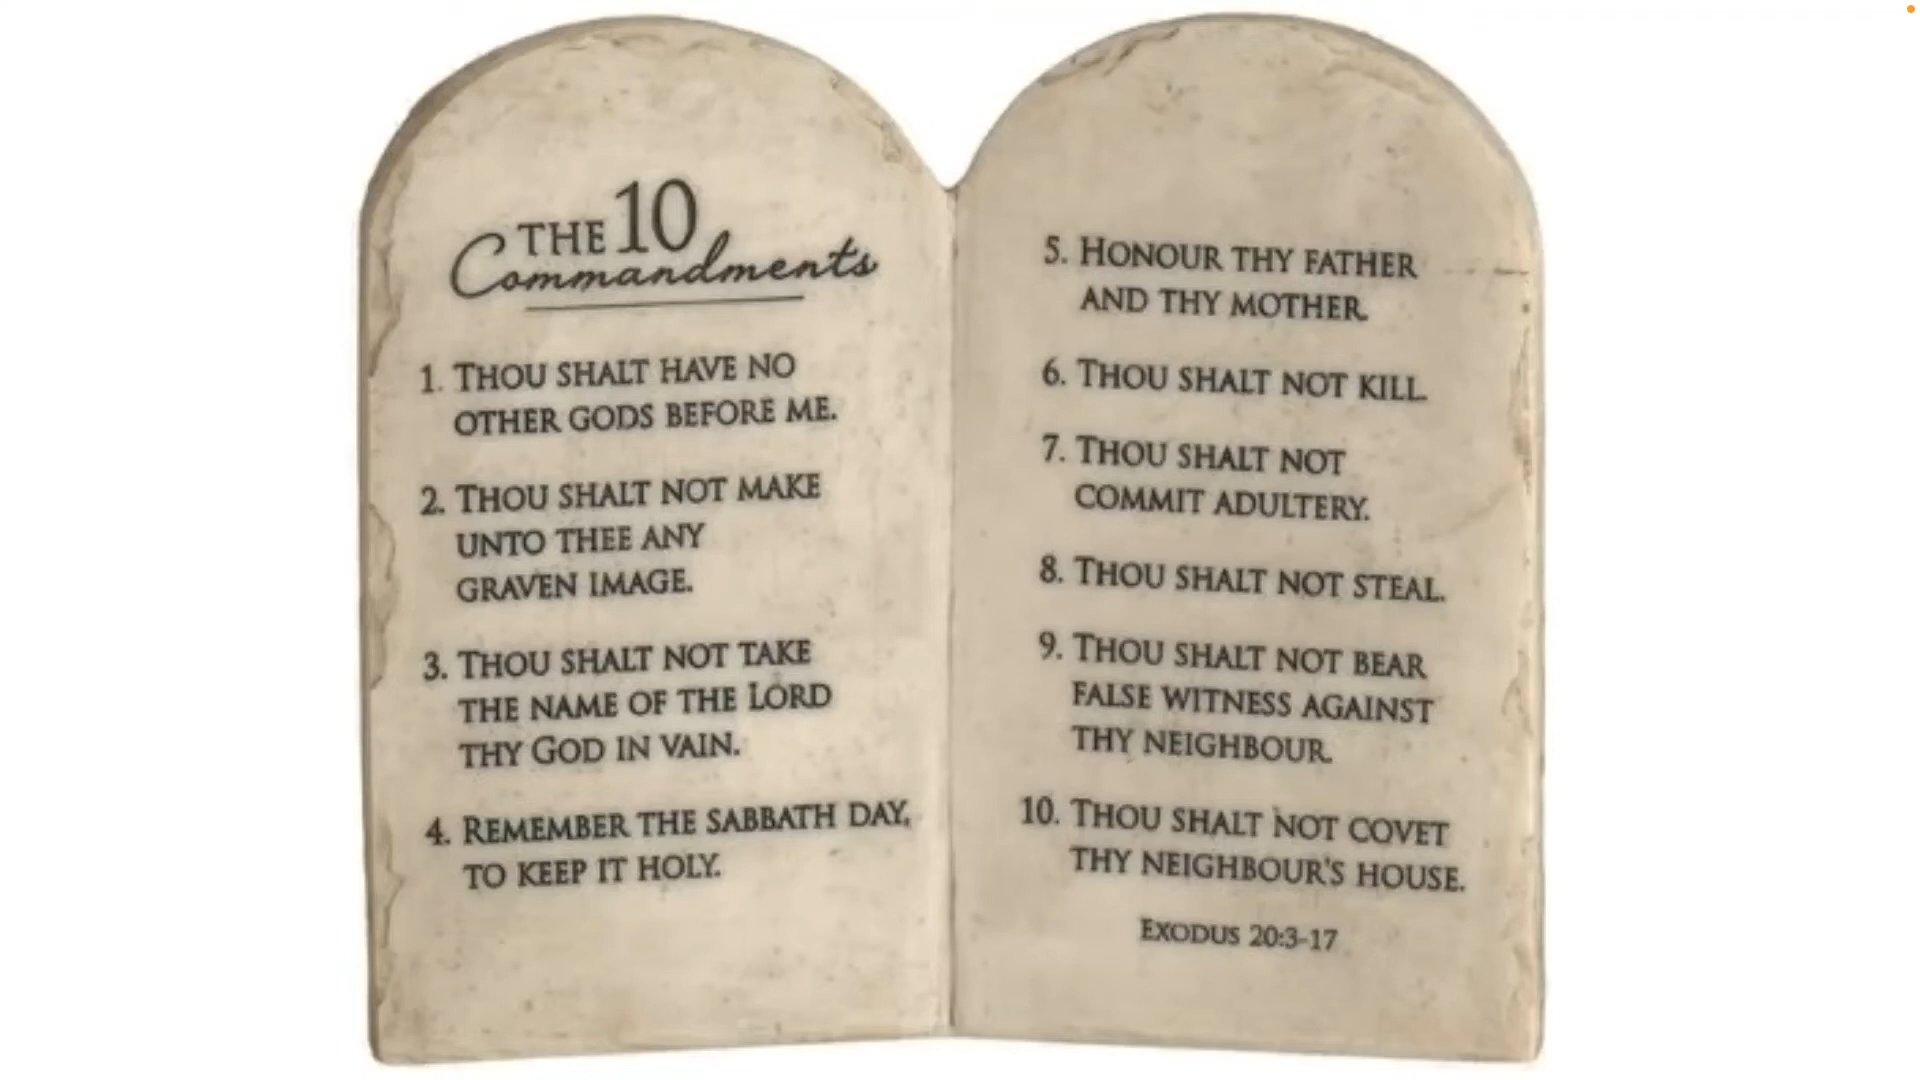 THE 10
Commandments
1. THOU SHALT HAVE NO
OTHER GODS BEFORE ME.
2. THOU SHALT NOT MAKE
UNTO THEE ANY
GRAVEN IMAGE.
3. THOU SHALT NOT TAKE
THE NAME OF THE LORD
THY GOD IN VAIN.
4. REMEMBER THE SABBATH DAY,
TO KEEP IT HOLY.
5. HONOUR THY FATHER
AND THY MOTHER.
6. THOU SHALT NOT KILL.
7. THOU SHALT NOT
COMMIT ADULTERY.
8. THOU SHALT NOT STEAL.
9. THOU SHALT NOT BEAR
FALSE WITNESS AGAINST
THY NEIGHBOUR.
10. THOU SHALT NOT COVET
THY NEIGHBOUR'S HOUSE.
EXODUS 20:3-17